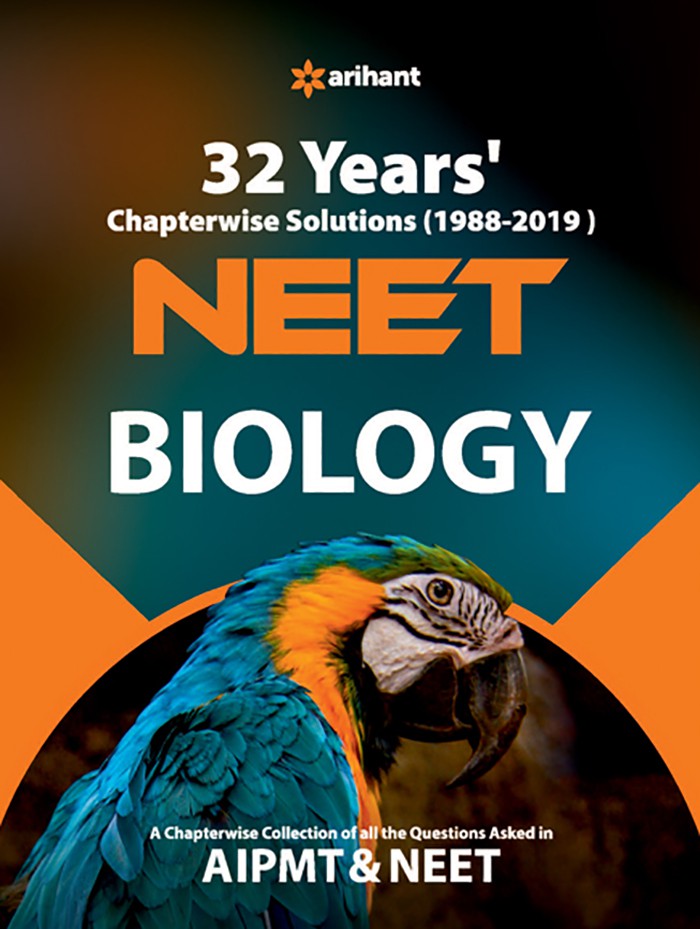 arihant
32 Years'
Chapterwise Solutions (1988-2019 )
NEET
BIOLOGY
A Chapterwise Collection of all the Questions Asked in
AIPMT & NEET